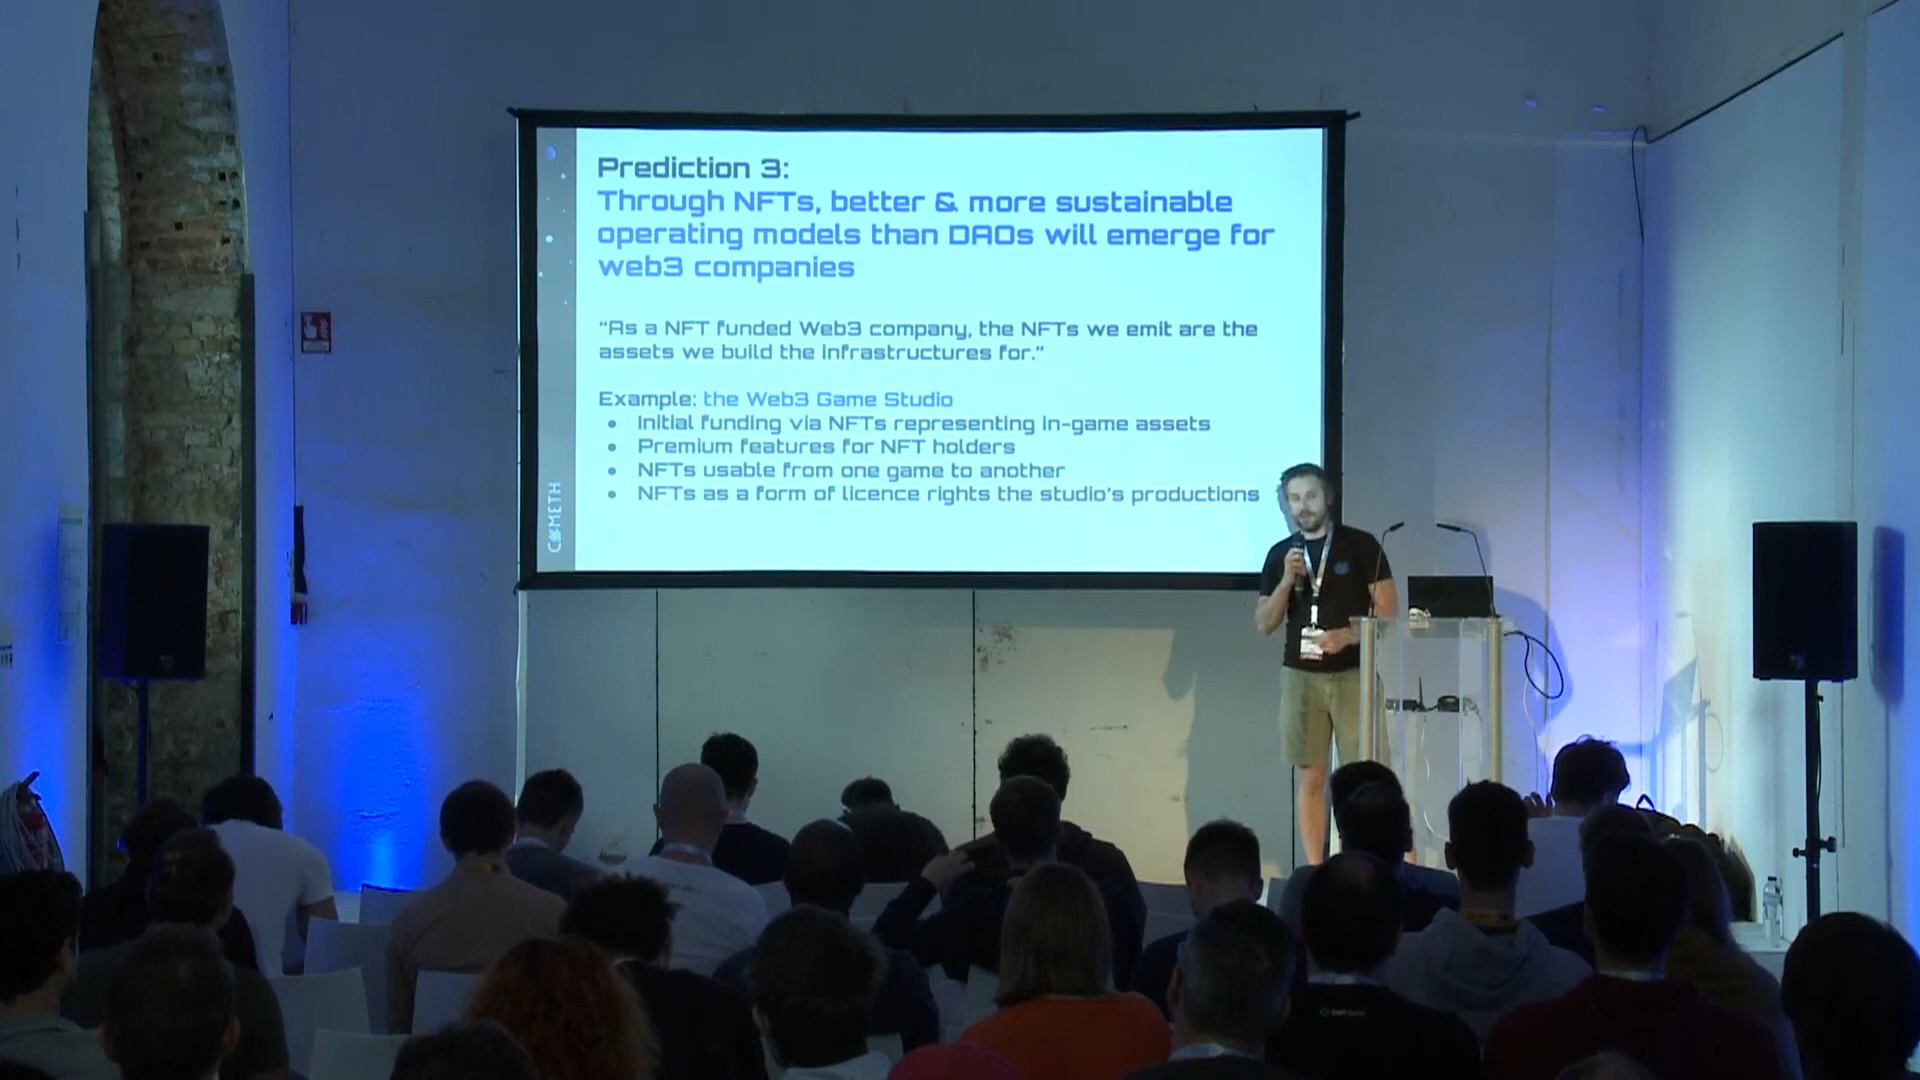 Prediction 3:
Through NFTs, better & more sustainable
operating models than DAOs will emerge for
web3 companies
“As a NFT funded Web3 company, the NFTs we emit are the
assets we build the infrastructures for.”
Example: the Web3 Game Studio
● Initial funding via NFTs representing in-game assets
● Premium features for NFT holders
● NFTs usable from one game to another
● NFTs as a form of licence rights the studio's productions
COMETH